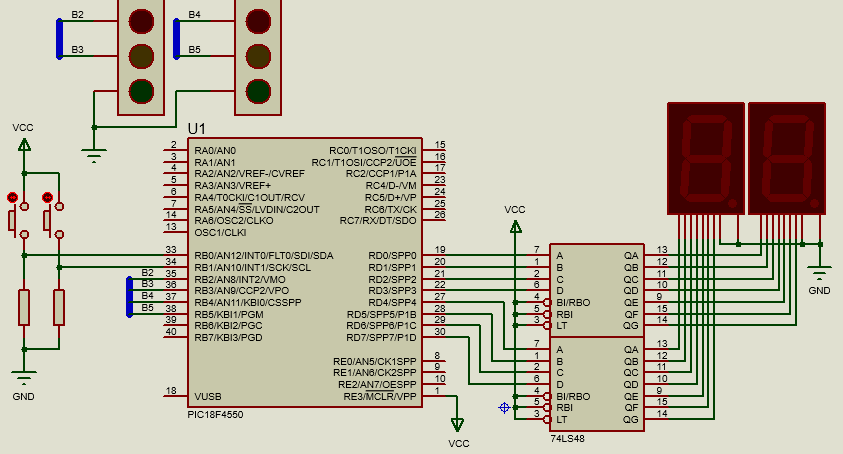 B2
B3
B4
B5
VCC
U1
2 RA0/AN0 RC0/T1OSO/T1CKI 15
3 RA1/AN1 RC1/T1OSI/CCP2/UOE 16
4 RA2/AN2/VREF-/CVREF RC2/CCP1/P1A 17
5 RA3/AN3/VREF+ RC4/D-/VM 23
6 RA4/T0CKI/C1OUT/RCV RC5/D+/VP 24
7 RA5/AN4/SS/LVDIN/C2OUT RC6/TX/CK 25
14 RA6/OSC2/CLKO RC7/RX/DT/SDO 26
13 OSC1/CLKI
33 RB0/AN12/INT0/FLT0/SDI/SDA RD0/SPP0 19
34 RB1/AN10/INT1/SCK/SCL RD1/SPP1 20
B2 35 RB2/AN8/INT2/VMO RD2/SPP2 21
B3 36 RB3/AN9/CCP2/VPO RD3/SPP3 22
B4 37 RB4/AN11/KBI0/CSSPP RD4/SPP4 27
B5 38 RB5/KBI1/PGM RD5/SPP5/P1B 28
39 RB6/KBI2/PGC RD6/SPP6/P1C 29
40 RB7/KBI3/PGD RD7/SPP7/P1D 30
RE0/AN5/CK1SPP 8
RE1/AN6/CK2SPP 9
RE2/AN7/OESPP 10
18 VUSB RE3/MCLR/VPP 1
PIC18F4550
GND
VCC
VCC
7 A QA 13
1 B QB 12
2 C QC 11
6 D QD 10
4 BI/RBO QE 9
5 RBI QF 15
3 LT QG 14
7 A QA 13
1 B QB 12
2 C QC 11
6 D QD 10
4 BI/RBO QE 9
5 RBI QF 15
3 LT QG 14
74LS48
GND